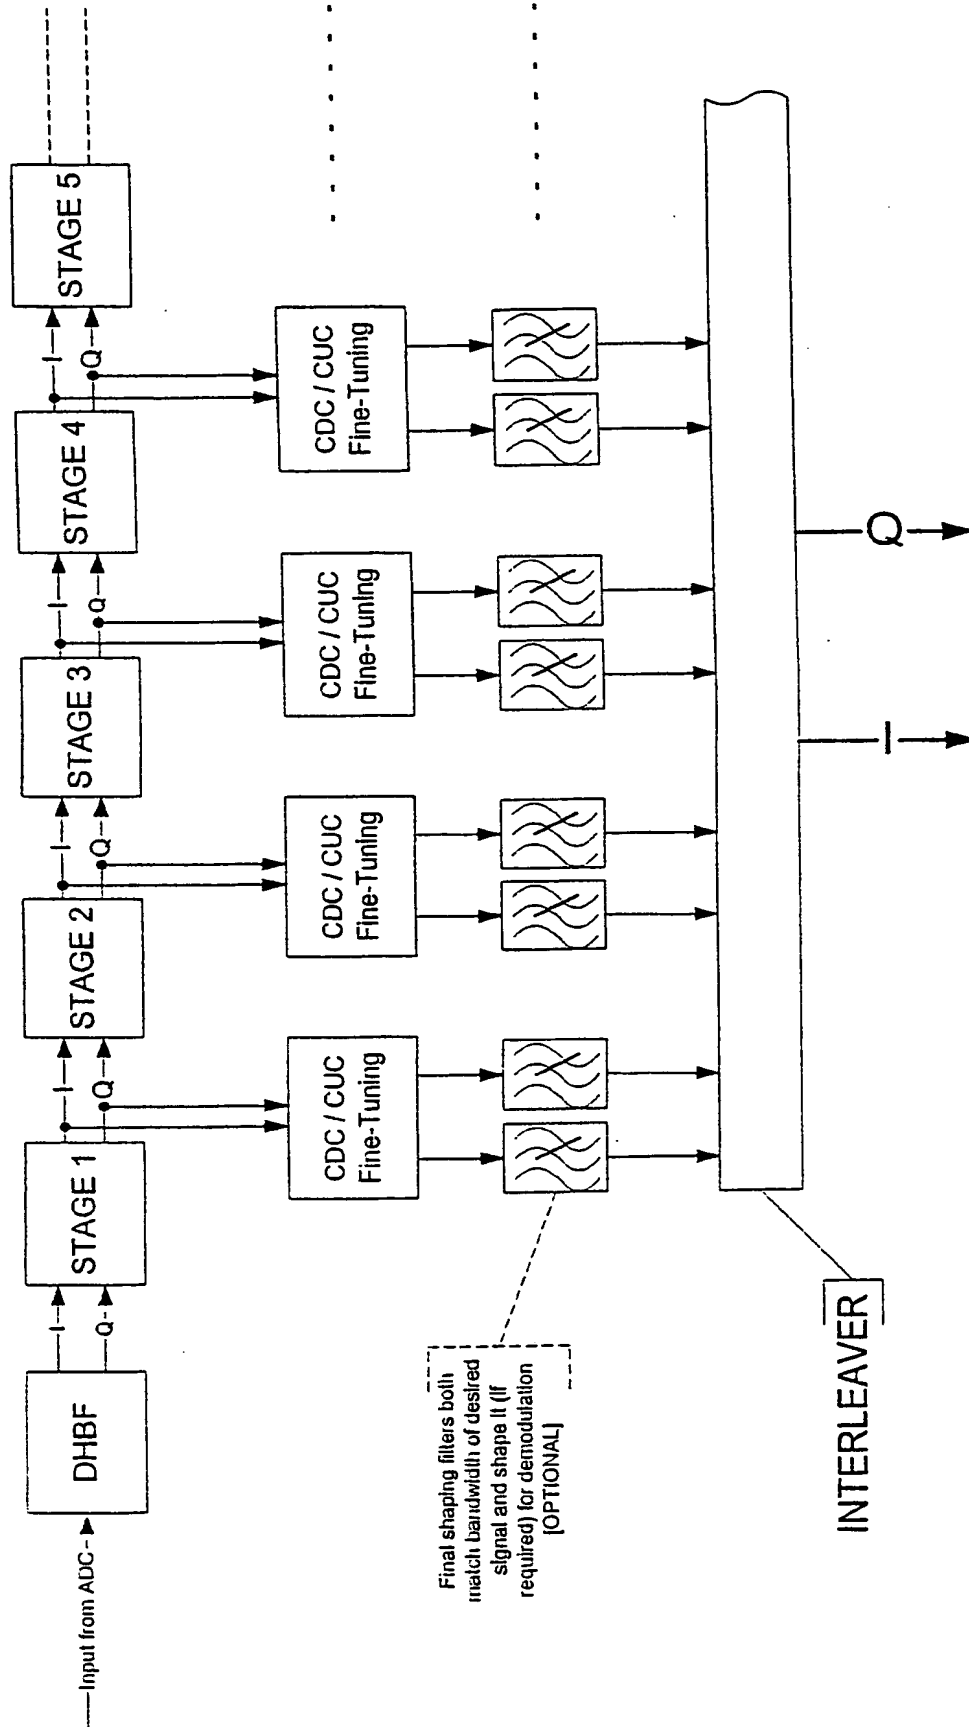 Input from ADC
DHBF
I
Q
STAGE 1
I
Q
STAGE 2
I
Q
STAGE 3
I
Q
STAGE 4
I
Q
STAGE 5
CDC / CUC
Fine-Tuning
CDC / CUC
Fine-Tuning
CDC / CUC
Fine-Tuning
CDC / CUC
Fine-Tuning
Final shaping filters both
match bandwidth of desired
signal and shape it (if
required) for demodulation
[OPTIONAL]
INTERLEAVER
I
Q